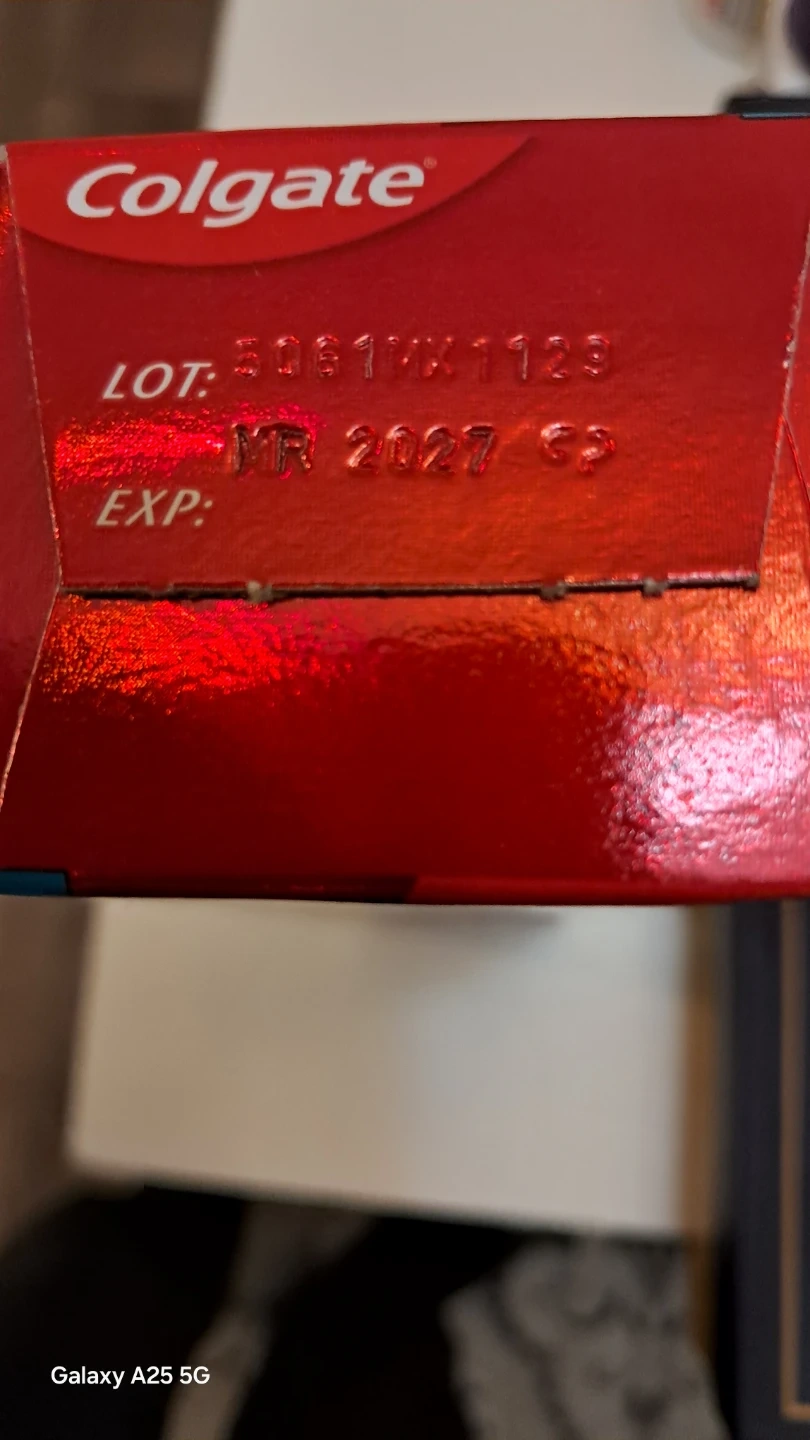 Colgate®
LOT: 5061MX1129
MR 2027
EXP:
Galaxy A25 5G